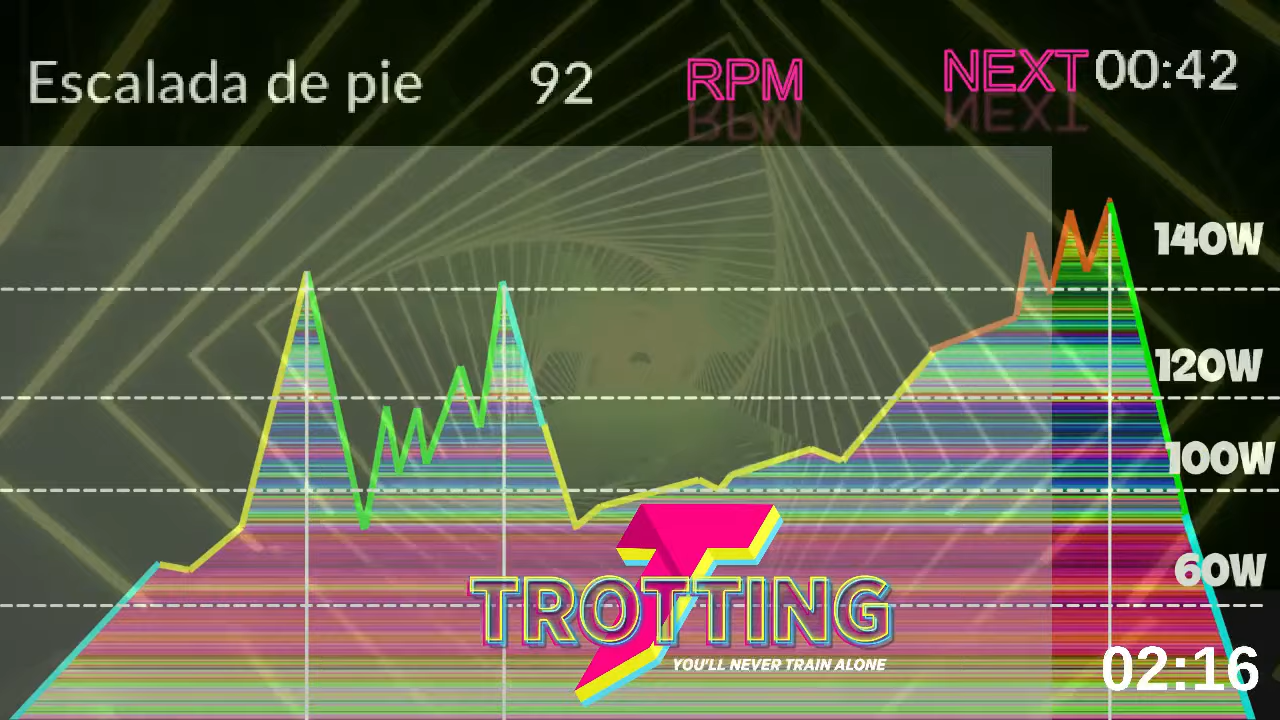 Escalada de pie 92 RPM NEXT 00:42
140W
120W
100W
60W
TROTTING
YOU'LL NEVER TRAIN ALONE
02:16